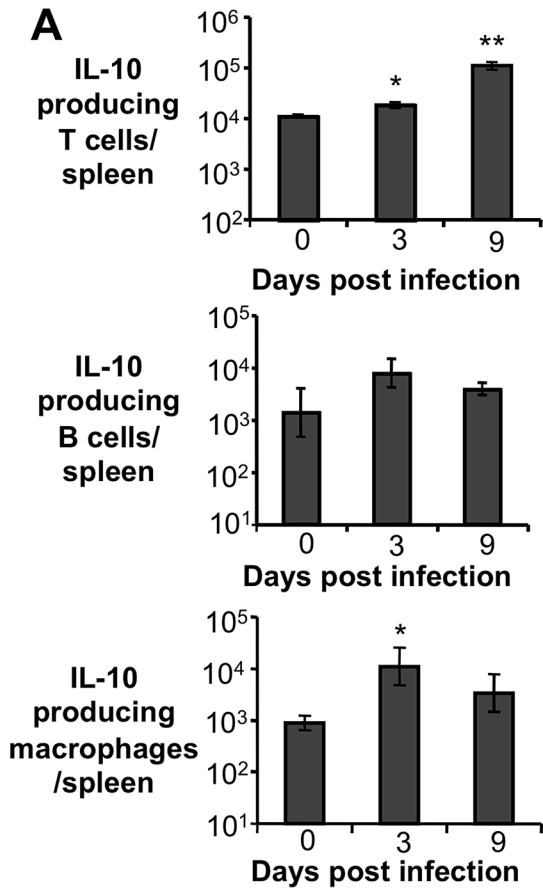 A
IL-10
producing
T cells/
spleen
10⁶
10⁵
10⁴
10³
10²
*
**
0 3 9
Days post infection
IL-10
producing
B cells/
spleen
10⁵
10⁴
10³
10²
10¹
0 3 9
Days post infection
IL-10
producing
macrophages
/spleen
10⁵
10⁴
10³
10²
10¹
*
0 3 9
Days post infection